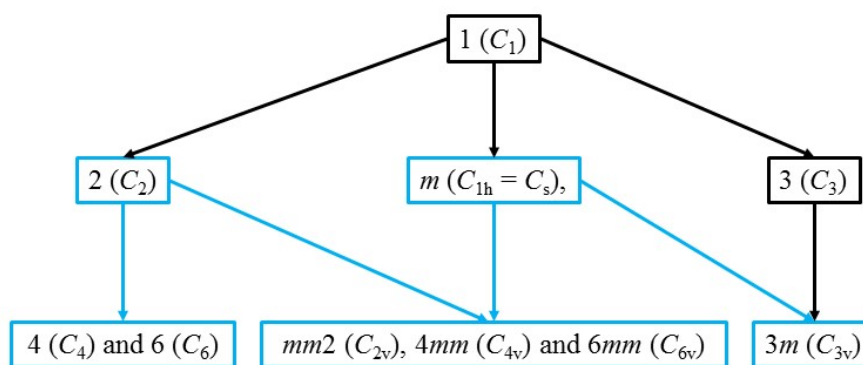 1 (C₁)
2 (C₂)
m (C₁ₕ = Cₛ),
3 (C₃)
4 (C₄) and 6 (C₆)
mm2 (C₂ᵥ), 4mm (C₄ᵥ) and 6mm (C₆ᵥ)
3m (C₃ᵥ)